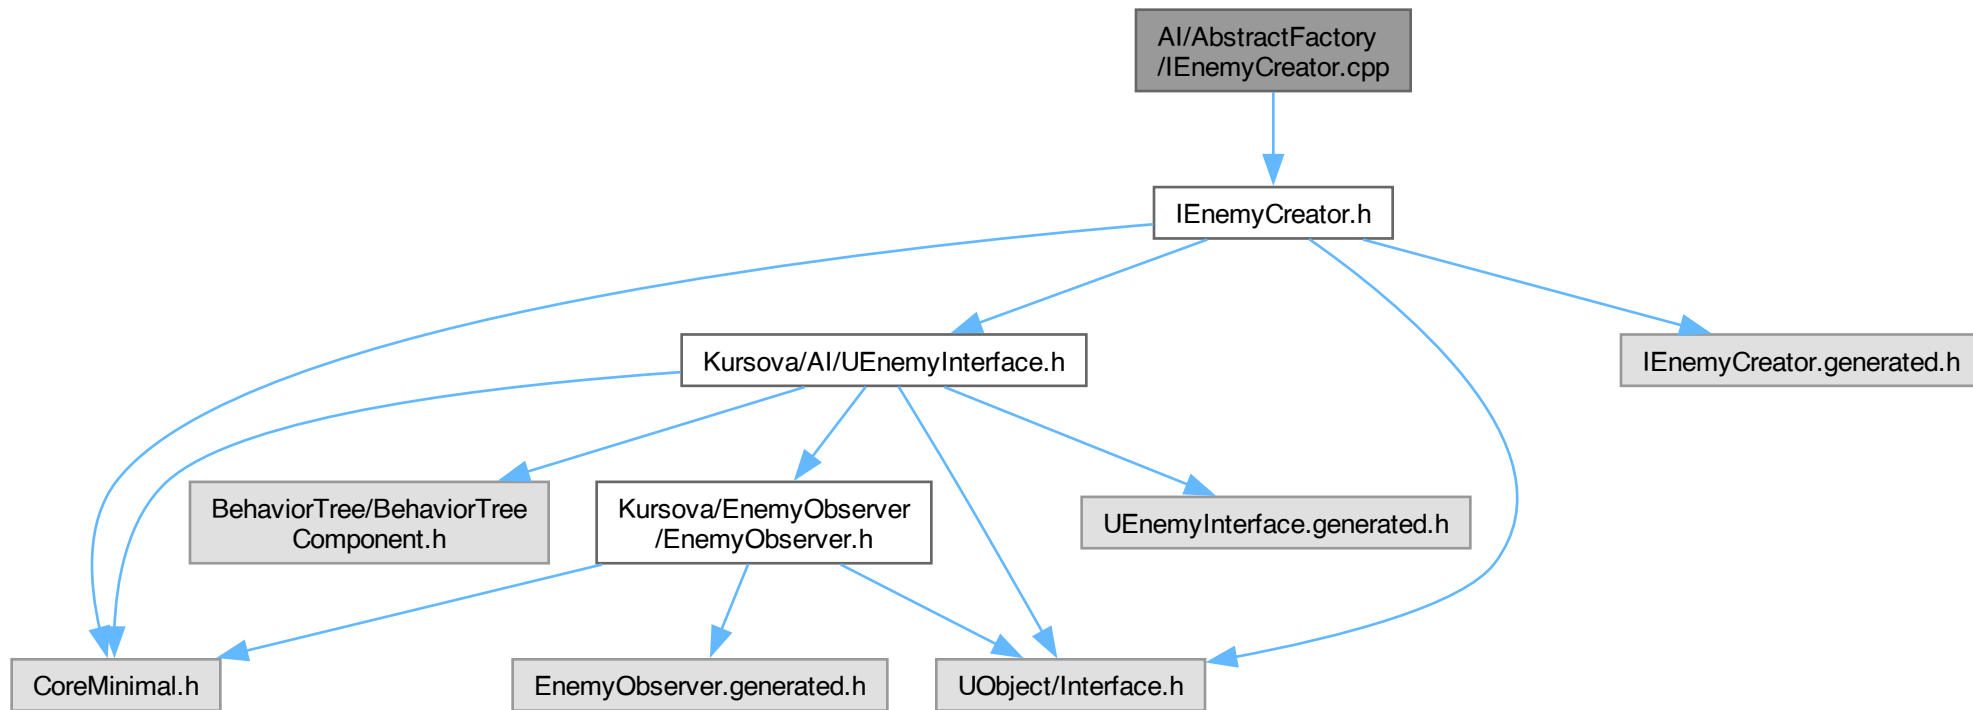 AI/AbstractFactory
/IEnemyCreator.cpp
IEnemyCreator.h
Kursova/AI/UEnemyInterface.h
IEnemyCreator.generated.h
BehaviorTree/BehaviorTree
Component.h
Kursova/EnemyObserver
/EnemyObserver.h
UEnemyInterface.generated.h
CoreMinimal.h
EnemyObserver.generated.h
UObject/Interface.h